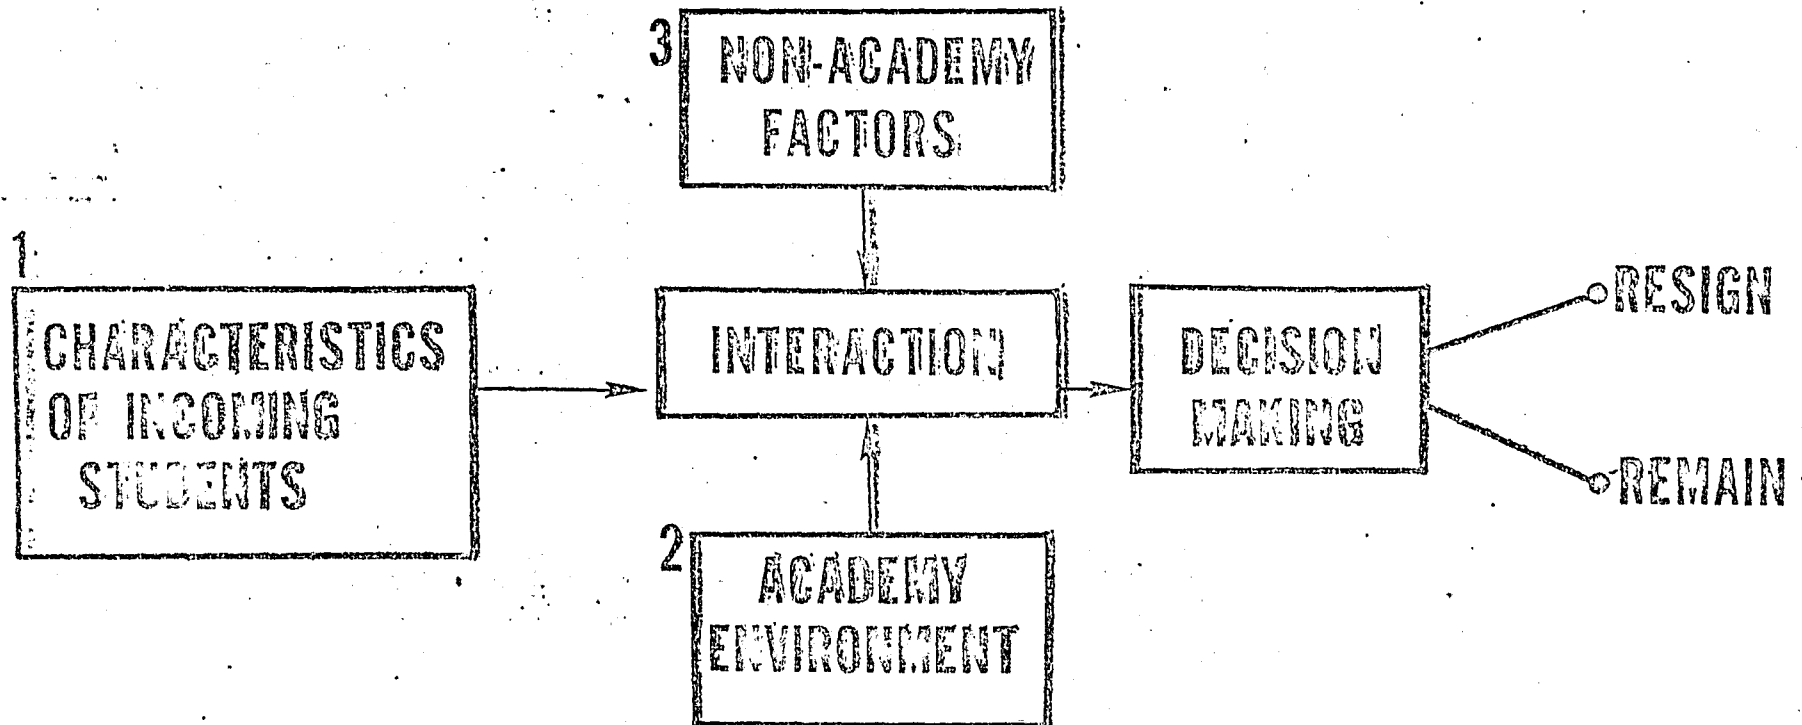 3
NON-ACADEMY
FACTORS
1
CHARACTERISTICS
OF INCOMING
STUDENTS
INTERACTION
DECISION
MAKING
RESIGN
REMAIN
2
ACADEMY
ENVIRONMENT